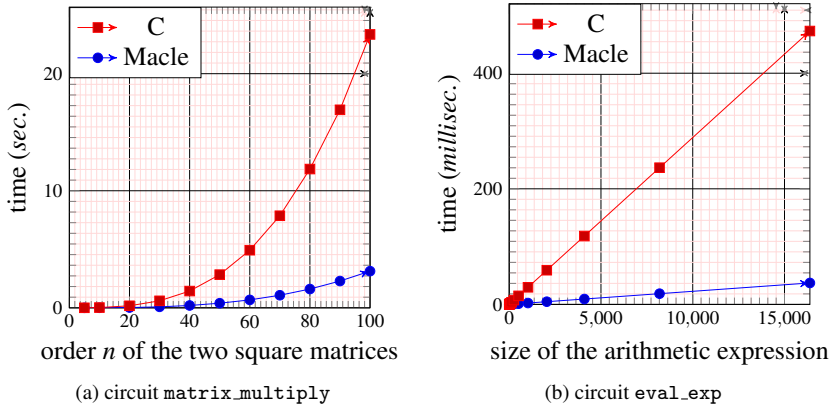 C
Macle
time (sec.)
20
10
0
0
20
40
60
80
100
order n of the two square matrices
(a) circuit matrix_multiply
C
Macle
time (millisec.)
400
200
0
0
5,000
10,000
15,000
size of the arithmetic expression
(b) circuit eval_exp